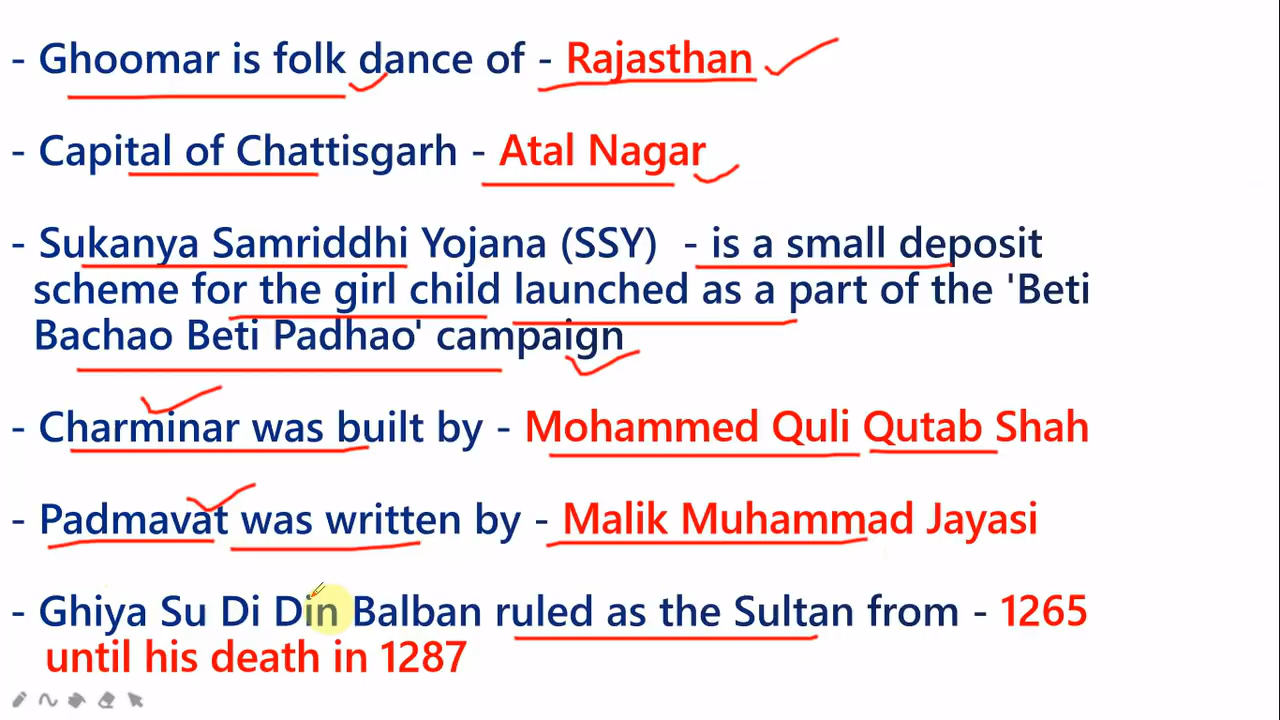 - Ghoomar is folk dance of - Rajasthan
- Capital of Chattisgarh - Atal Nagar
- Sukanya Samriddhi Yojana (SSY) - is a small deposit
scheme for the girl child launched as a part of the 'Beti
Bachao Beti Padhao' campaign
- Charminar was built by - Mohammed Quli Qutab Shah
- Padmavat was written by - Malik Muhammad Jayasi
- Ghiya Su Di Din Balban ruled as the Sultan from - 1265
until his death in 1287